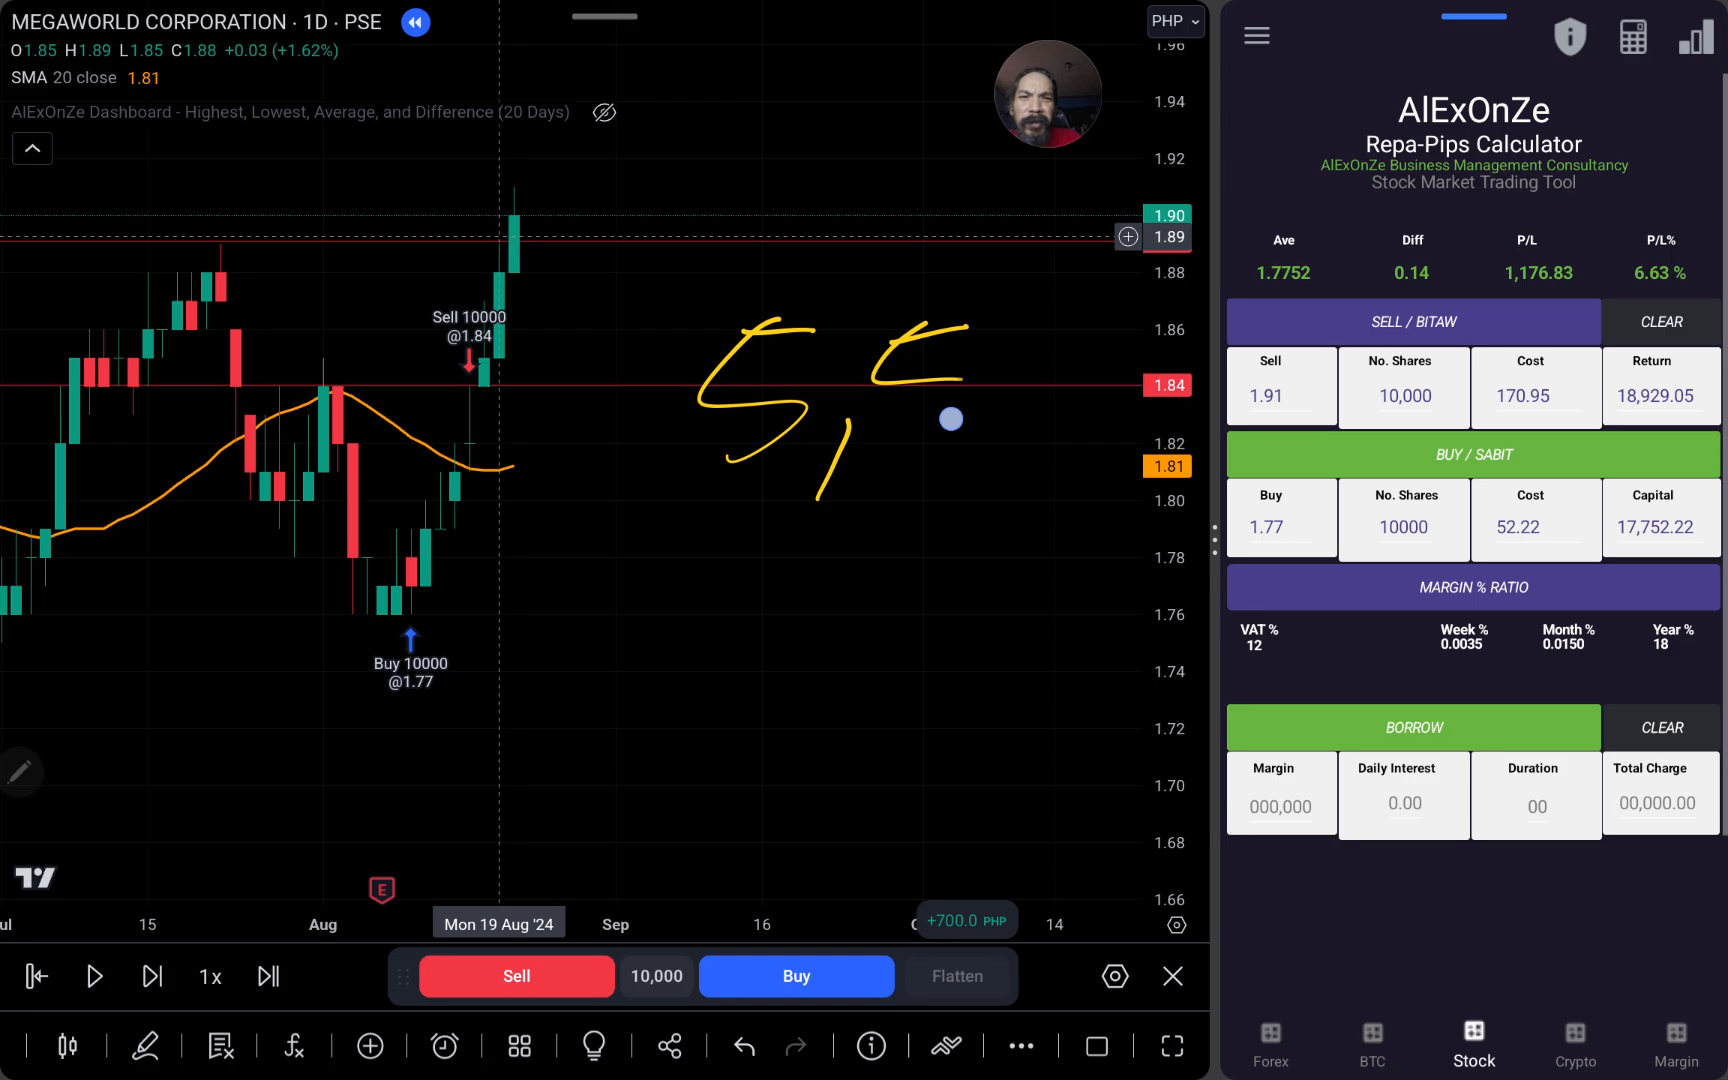 MEGAWORLD CORPORATION · 1D · PSE
PHP
O1.85 H1.89 L1.85 C1.88 +0.03 (+1.62%)
SMA 20 close 1.81
AlExOnZe Dashboard - Highest, Lowest, Average, and Difference (20 Days)
1.96
1.94
1.92
1.90
1.89
1.88
1.86
1.84
1.82
1.81
1.80
1.78
1.76
1.74
1.72
1.70
1.68
1.66
Sell 10000
@1.84
Buy 10000
@1.77
5,
E
15
Aug
Mon 19 Aug '24
Sep
16
+700.0 PHP
14
1x
Sell
10,000
Buy
Flatten
AlExOnZe
Repa-Pips Calculator
AlExOnZe Business Management Consultancy
Stock Market Trading Tool
Ave Diff P/L P/L%
1.7752 0.14 1,176.83 6.63 %
SELL / BITAW CLEAR
Sell No. Shares Cost Return
1.91 10,000 170.95 18,929.05
BUY / SABIT
Buy No. Shares Cost Capital
1.77 10000 52.22 17,752.22
MARGIN % RATIO
VAT % Week % Month % Year %
12 0.0035 0.0150 18
BORROW CLEAR
Margin Daily Interest Duration Total Charge
000,000 0.00 00 00,000.00
Forex BTC Stock Crypto Margin